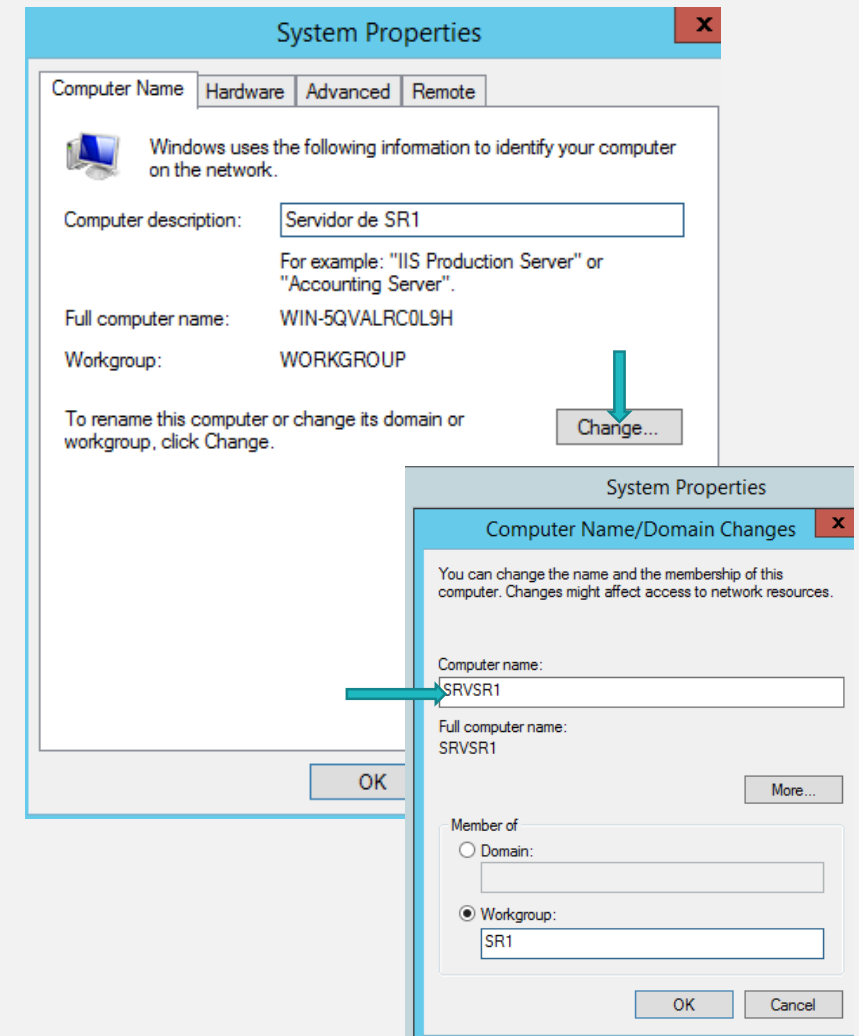 System Properties
x
Computer Name
Hardware
Advanced
Remote
Windows uses the following information to identify your computer
on the network.
Computer description:
Servidor de SR1
For example: "IIS Production Server" or
"Accounting Server".
Full computer name:
WIN-5QVALRC0L9H
Workgroup:
WORKGROUP
To rename this computer or change its domain or
workgroup, click Change.
Change...
OK
System Properties
Computer Name/Domain Changes
x
You can change the name and the membership of this
computer. Changes might affect access to network resources.
Computer name:
SRVSR1
Full computer name:
SRVSR1
More...
Member of
Domain:
Workgroup:
SR1
OK
Cancel